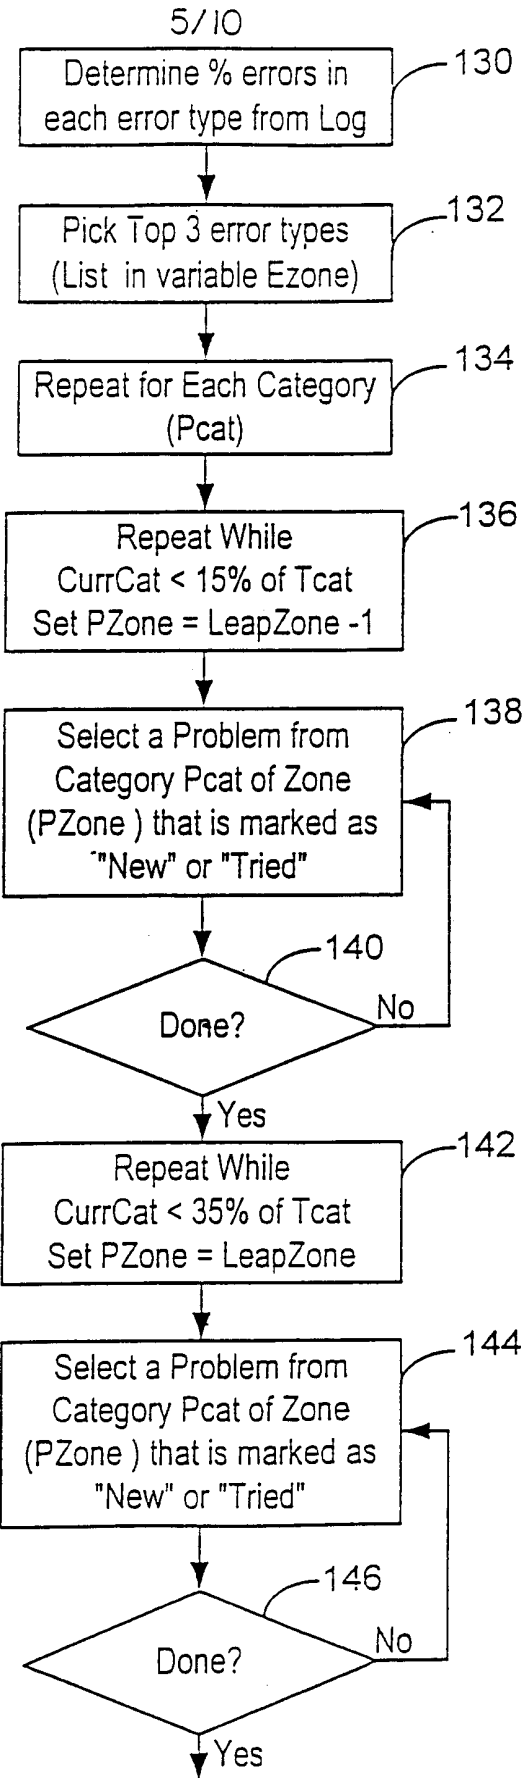 5/10
Determine % errors in
each error type from Log
130
Pick Top 3 error types
(List in variable Ezone)
132
Repeat for Each Category
(Pcat)
134
Repeat While
CurrCat < 15% of Tcat
Set PZone = LeapZone -1
136
Select a Problem from
Category Pcat of Zone
(PZone ) that is marked as
"New" or "Tried"
138
140
Done?
No
Yes
Repeat While
CurrCat < 35% of Tcat
Set PZone = LeapZone
142
Select a Problem from
Category Pcat of Zone
(PZone ) that is marked as
"New" or "Tried"
144
146
Done?
No
Yes